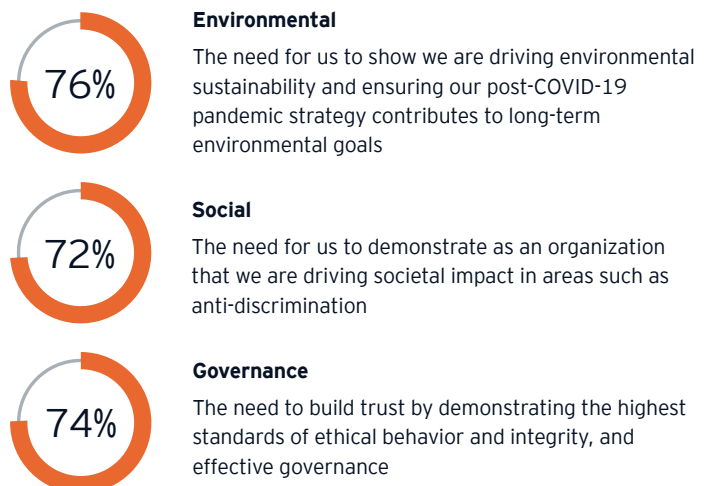 76%
Environmental
The need for us to show we are driving environmental
sustainability and ensuring our post-COVID-19
pandemic strategy contributes to long-term
environmental goals
72%
Social
The need for us to demonstrate as an organization
that we are driving societal impact in areas such as
anti-discrimination
74%
Governance
The need to build trust by demonstrating the highest
standards of ethical behavior and integrity, and
effective governance